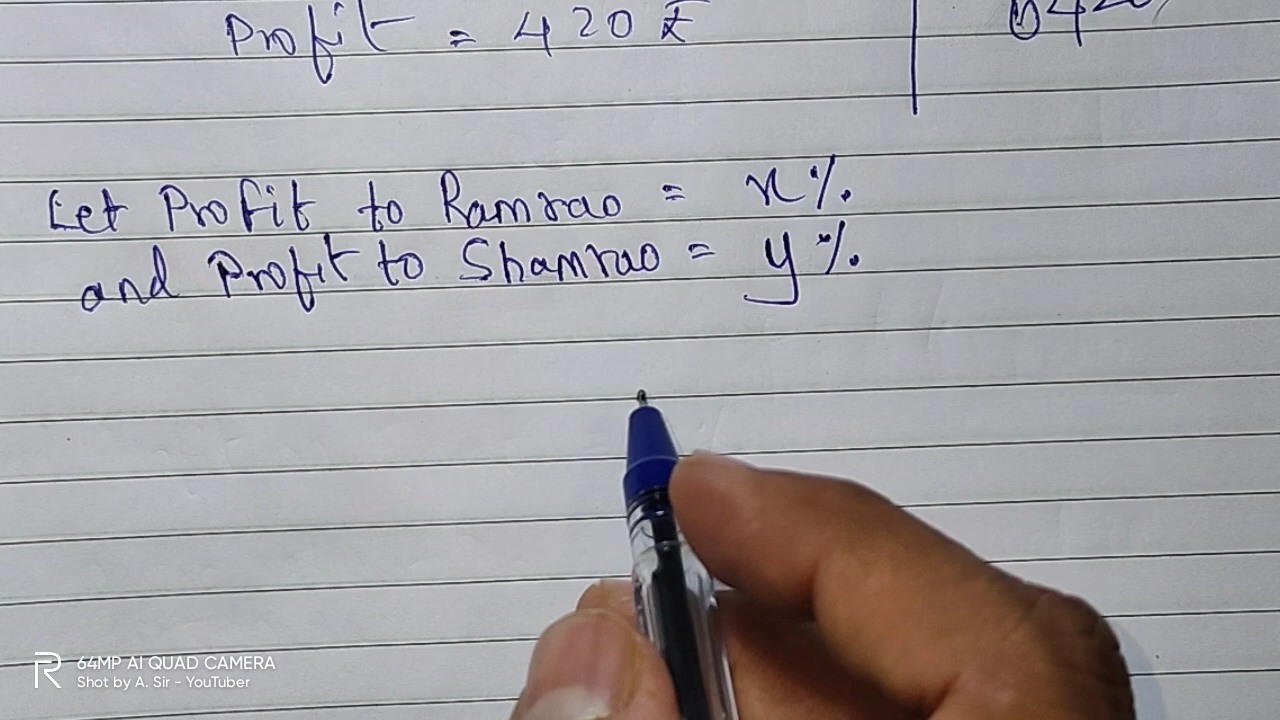 Profit = 420 ₹
Let Profit to Ramrao = x%.
and Profit to Shamrao = y%.
64MP AI QUAD CAMERA
Shot by A. Sir - YouTuber